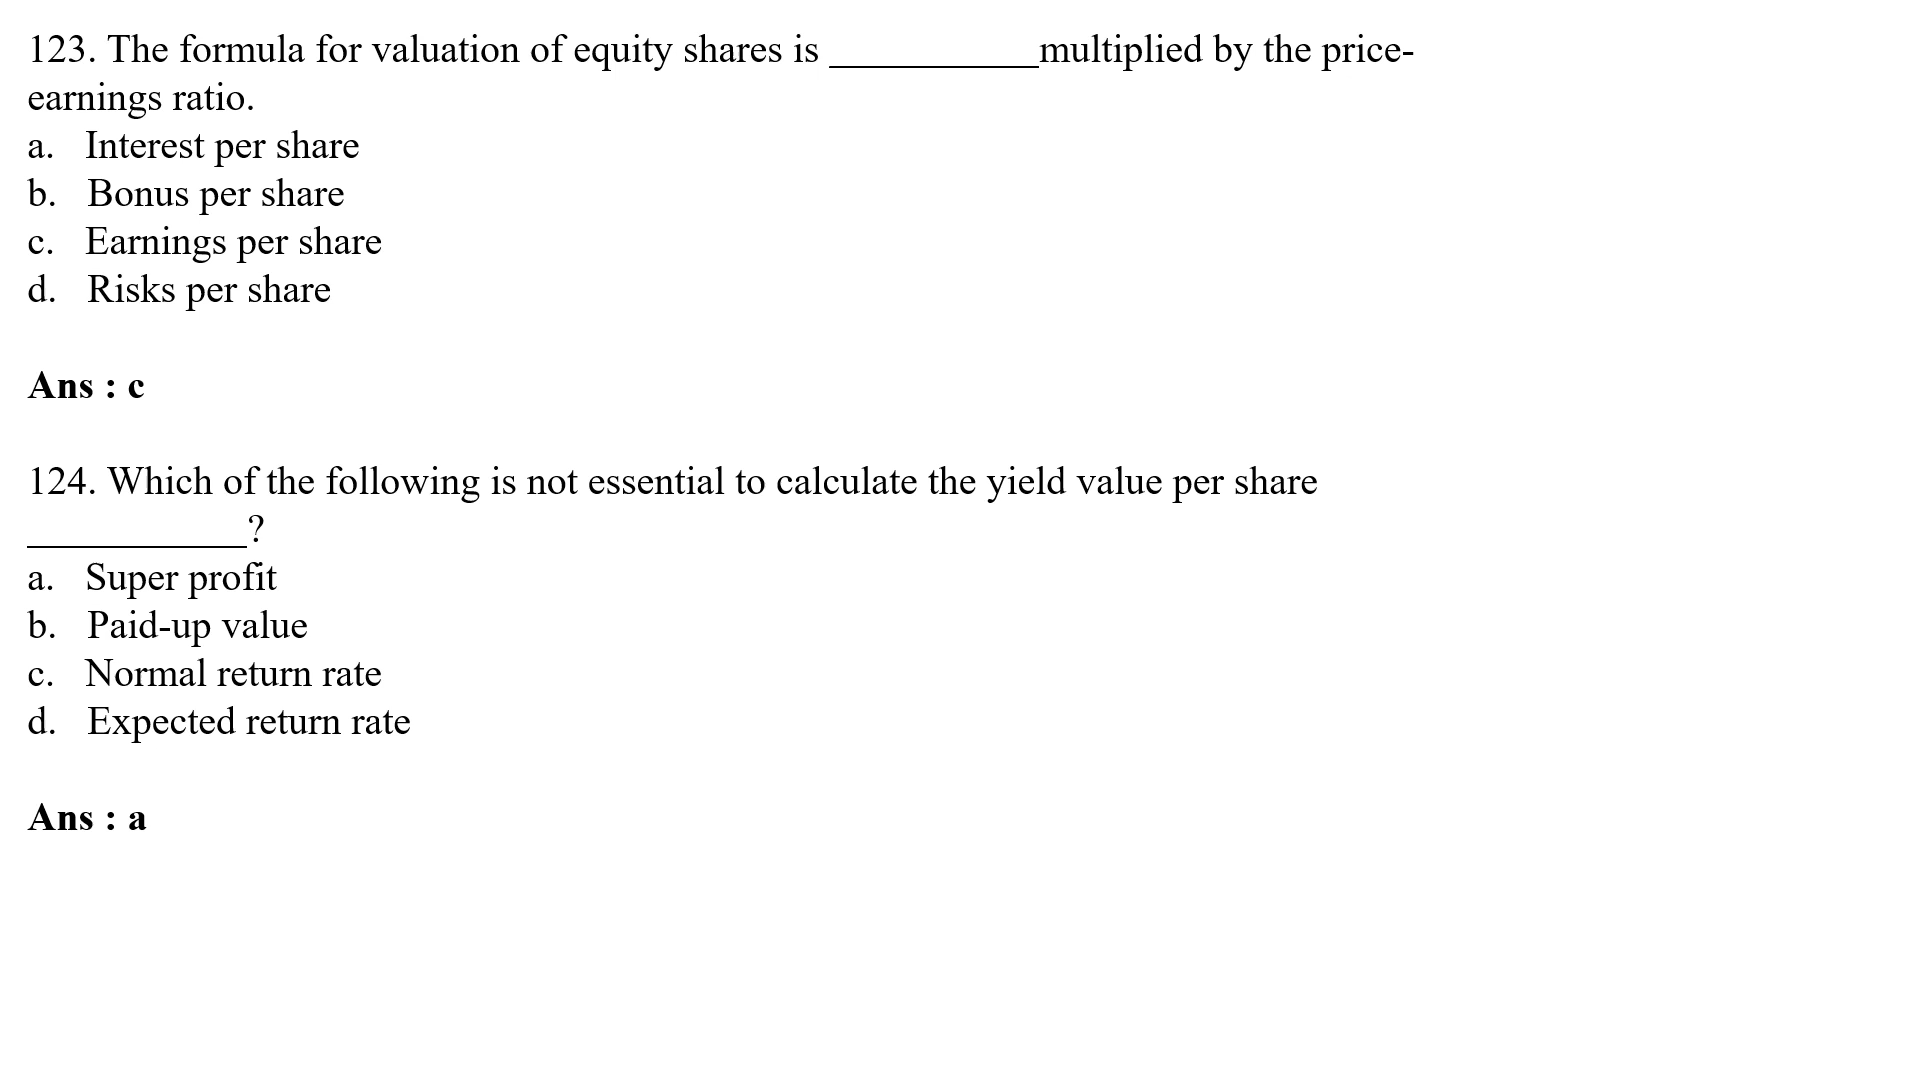 123. The formula for valuation of equity shares is ___________multiplied by the price-
earnings ratio.
a.   Interest per share
b.   Bonus per share
c.   Earnings per share
d.   Risks per share
Ans : c
124. Which of the following is not essential to calculate the yield value per share
___________?
a.   Super profit
b.   Paid-up value
c.   Normal return rate
d.   Expected return rate
Ans : a